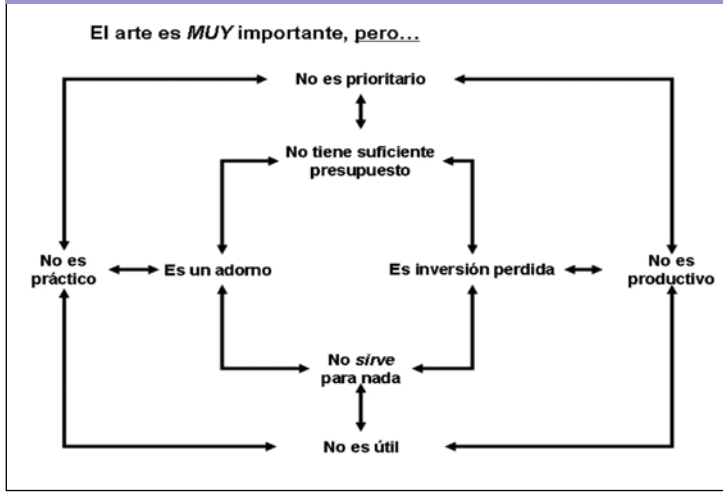 El arte es MUY importante, pero...
No es prioritario
No tiene suficiente
presupuesto
No es
práctico
Es un adorno
Es inversión perdida
No es
productivo
No sirve
para nada
No es útil